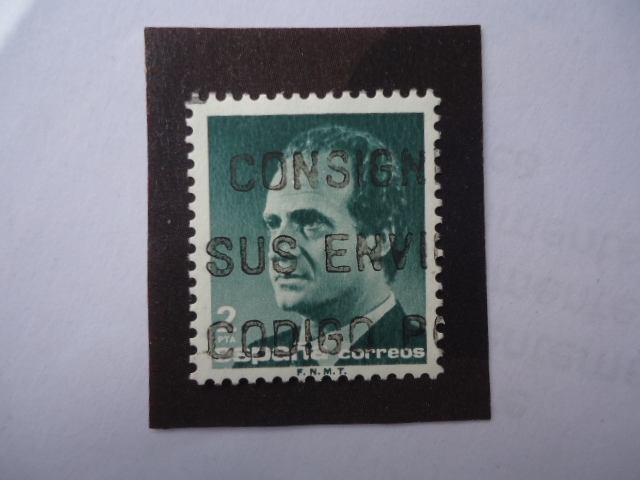 CONSIGN
SUS ENVI
CODIGO P
2
PTA
españa correos
F.N.M.T.